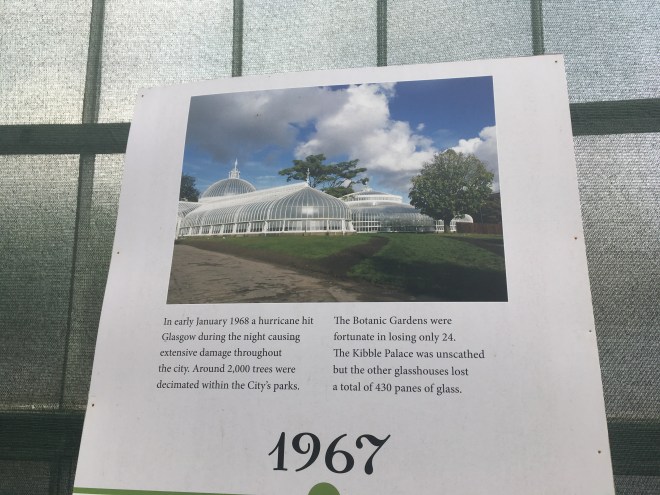 In early January 1968 a hurricane hit
Glasgow during the night causing
extensive damage throughout
the city. Around 2,000 trees were
decimated within the City's parks.
The Botanic Gardens were
fortunate in losing only 24.
The Kibble Palace was unscathed
but the other glasshouses lost
a total of 430 panes of glass.
1967